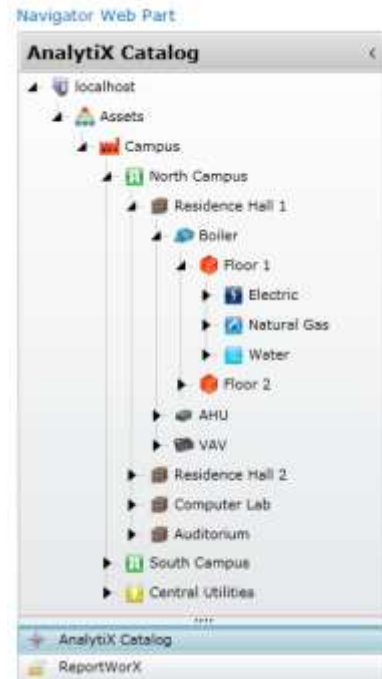 Navigator Web Part
AnalytiX Catalog
localhost
Assets
Campus
North Campus
Residence Hall 1
Boiler
Floor 1
Electric
Natural Gas
Water
Floor 2
AHU
VAV
Residence Hall 2
Computer Lab
Auditorium
South Campus
Central Utilities
AnalytiX Catalog
ReportWorX